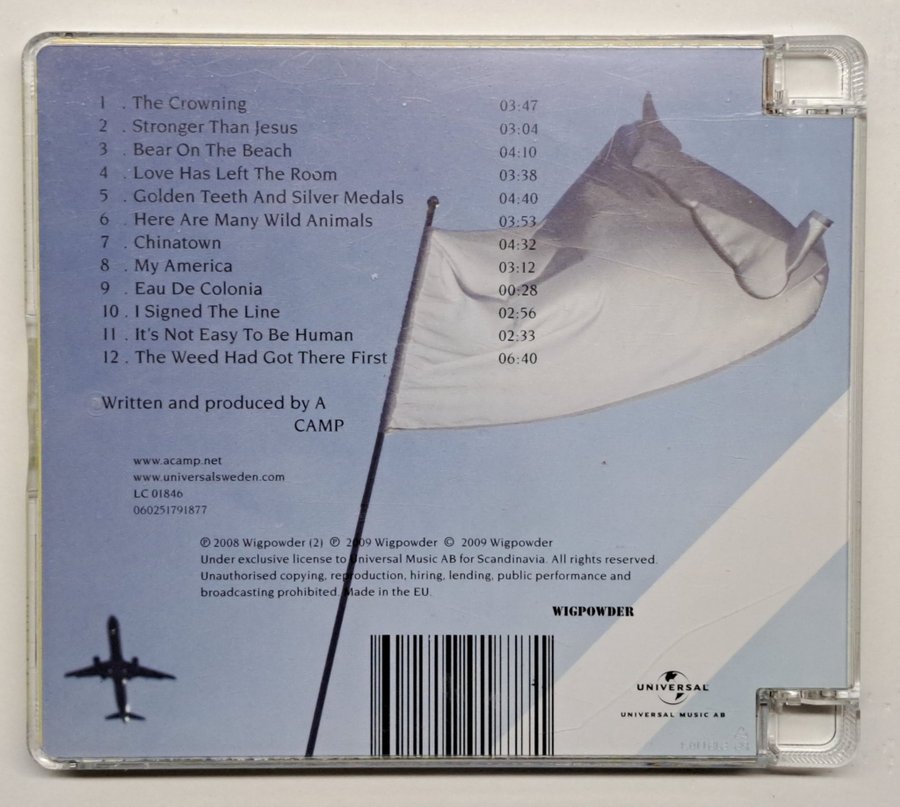 1 . The Crowning 03:47
2 . Stronger Than Jesus 03:04
3 . Bear On The Beach 04:10
4 . Love Has Left The Room 03:38
5 . Golden Teeth And Silver Medals 04:40
6 . Here Are Many Wild Animals 03:53
7 . Chinatown 04:32
8 . My America 03:12
9 . Eau De Colonia 00:28
10 . I Signed The Line 02:56
11 . It's Not Easy To Be Human 02:33
12 . The Weed Had Got There First 06:40
Written and produced by A
CAMP
www.acamp.net
www.universalsweden.com
LC 01846
060251791877
℗ 2008 Wigpowder (2) ℗ 2009 Wigpowder © 2009 Wigpowder
Under exclusive license to Universal Music AB for Scandinavia. All rights reserved.
Unauthorised copying, reproduction, hiring, lending, public performance and
broadcasting prohibited. Made in the EU.
WIGPOWDER
UNIVERSAL
UNIVERSAL MUSIC AB